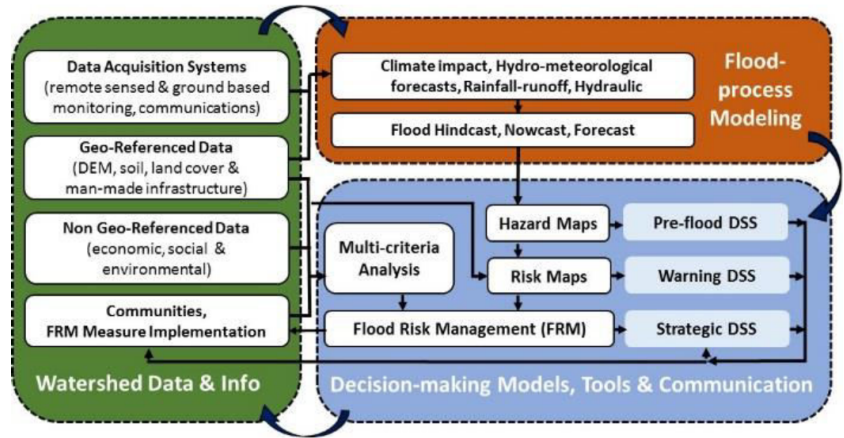 Data Acquisition Systems
(remote sensed & ground based
monitoring, communications)
Geo-Referenced Data
(DEM, soil, land cover &
man-made infrastructure)
Non Geo-Referenced Data
(economic, social &
environmental)
Communities,
FRM Measure Implementation
Watershed Data & Info
Climate impact, Hydro-meteorological
forecasts, Rainfall-runoff, Hydraulic
Flood Hindcast, Nowcast, Forecast
Flood-
process
Modeling
Multi-criteria
Analysis
Hazard Maps
Pre-flood DSS
Risk Maps
Warning DSS
Flood Risk Management (FRM)
Strategic DSS
Decision-making Models, Tools & Communication